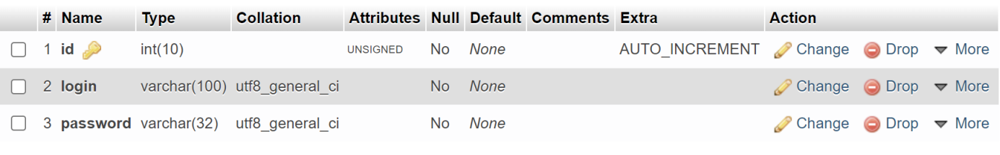 # Name Type Collation Attributes Null Default Comments Extra Action
1 id int(10) UNSIGNED No None AUTO_INCREMENT Change Drop More
2 login varchar(100) utf8_general_ci No None Change Drop More
3 password varchar(32) utf8_general_ci No None Change Drop More